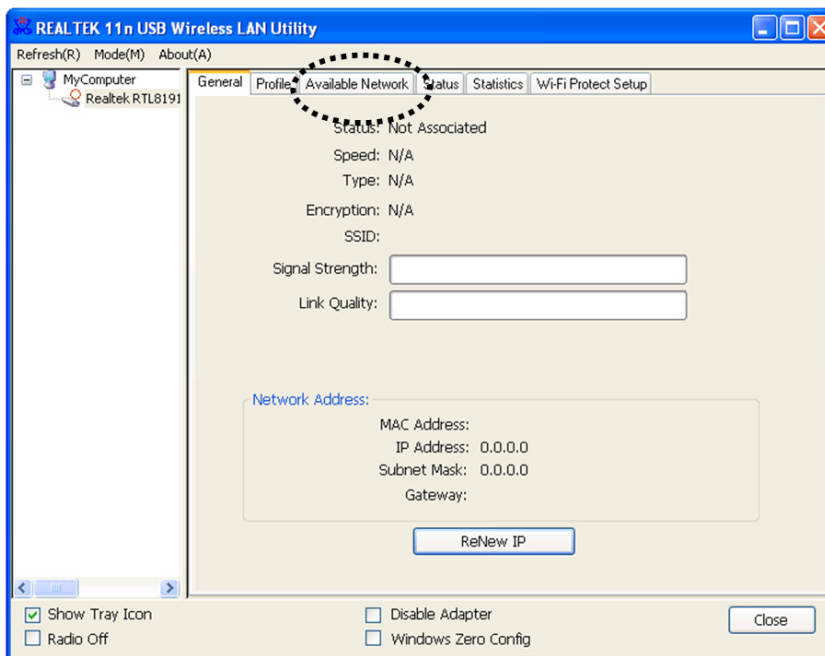 REALTEK 11n USB Wireless LAN Utility
Refresh(R) Mode(M) About(A)
MyComputer
Realtek RTL8191
General Profile Available Network Status Statistics Wi-Fi Protect Setup
Status: Not Associated
Speed: N/A
Type: N/A
Encryption: N/A
SSID:
Signal Strength:
Link Quality:
Network Address:
MAC Address:
IP Address: 0.0.0.0
Subnet Mask: 0.0.0.0
Gateway:
ReNew IP
Show Tray Icon Disable Adapter Close
Radio Off Windows Zero Config